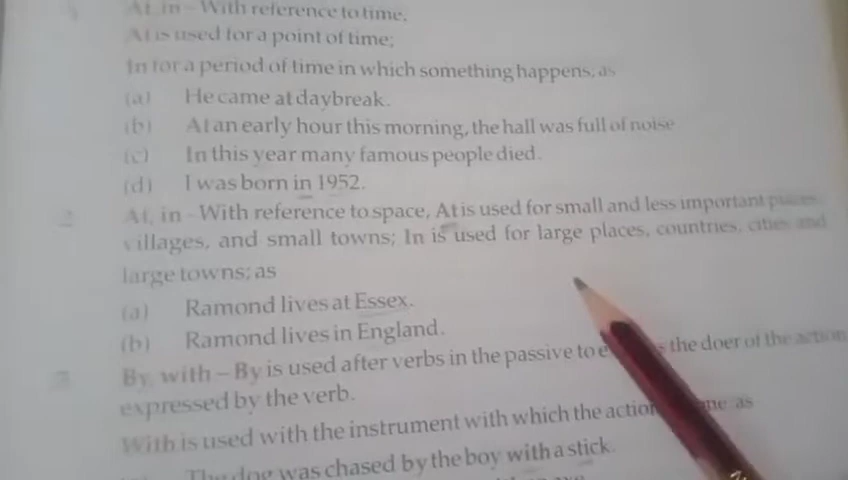 At, in - With reference to time,
At is used for a point of time;
In for a period of time in which something happens, as
(a) He came at daybreak.
(b) At an early hour this morning, the hall was full of noise
(c) In this year many famous people died.
(d) I was born in 1952.
2 At, in - With reference to space, At is used for small and less important places,
villages, and small towns; In is used for large places, countries, cities and
large towns; as
(a) Ramond lives at Essex.
(b) Ramond lives in England.
3 By, with – By is used after verbs in the passive to the doer of the action
expressed by the verb.
With is used with the instrument with which the action as
The dog was chased by the boy with a stick.